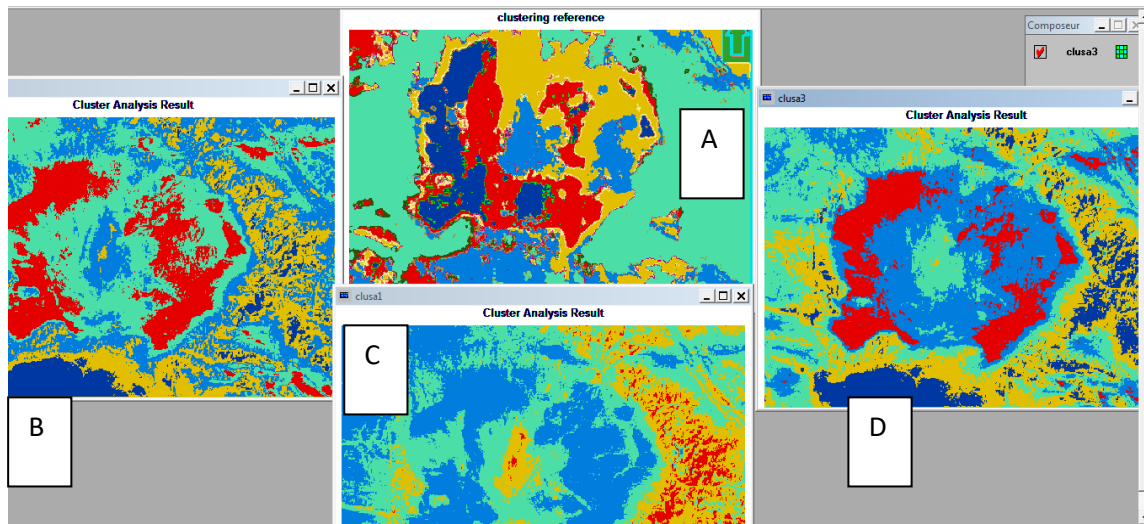 clustering reference
Composeur
clusa3
A
Cluster Analysis Result
clusa3
Cluster Analysis Result
clusa1
Cluster Analysis Result
C
B
D